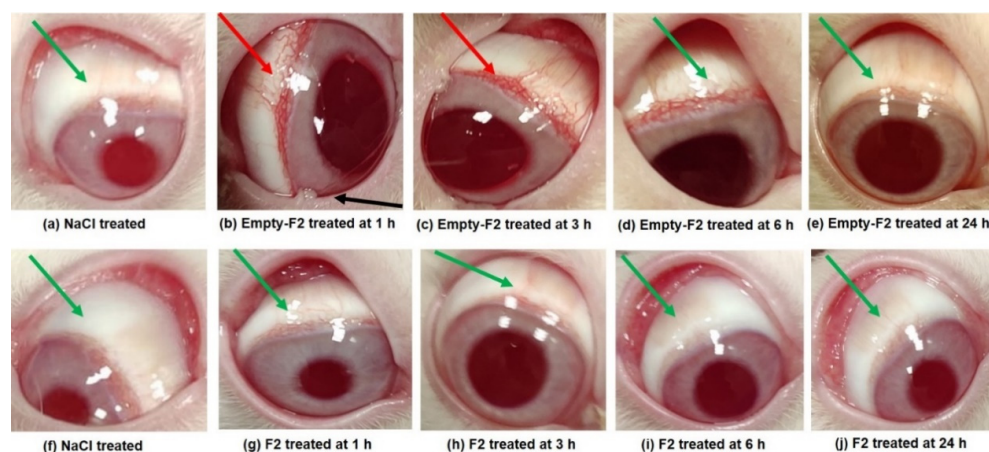 (a) NaCl treated
(b) Empty-F2 treated at 1 h
(c) Empty-F2 treated at 3 h
(d) Empty-F2 treated at 6 h
(e) Empty-F2 treated at 24 h
(f) NaCl treated
(g) F2 treated at 1 h
(h) F2 treated at 3 h
(i) F2 treated at 6 h
(j) F2 treated at 24 h